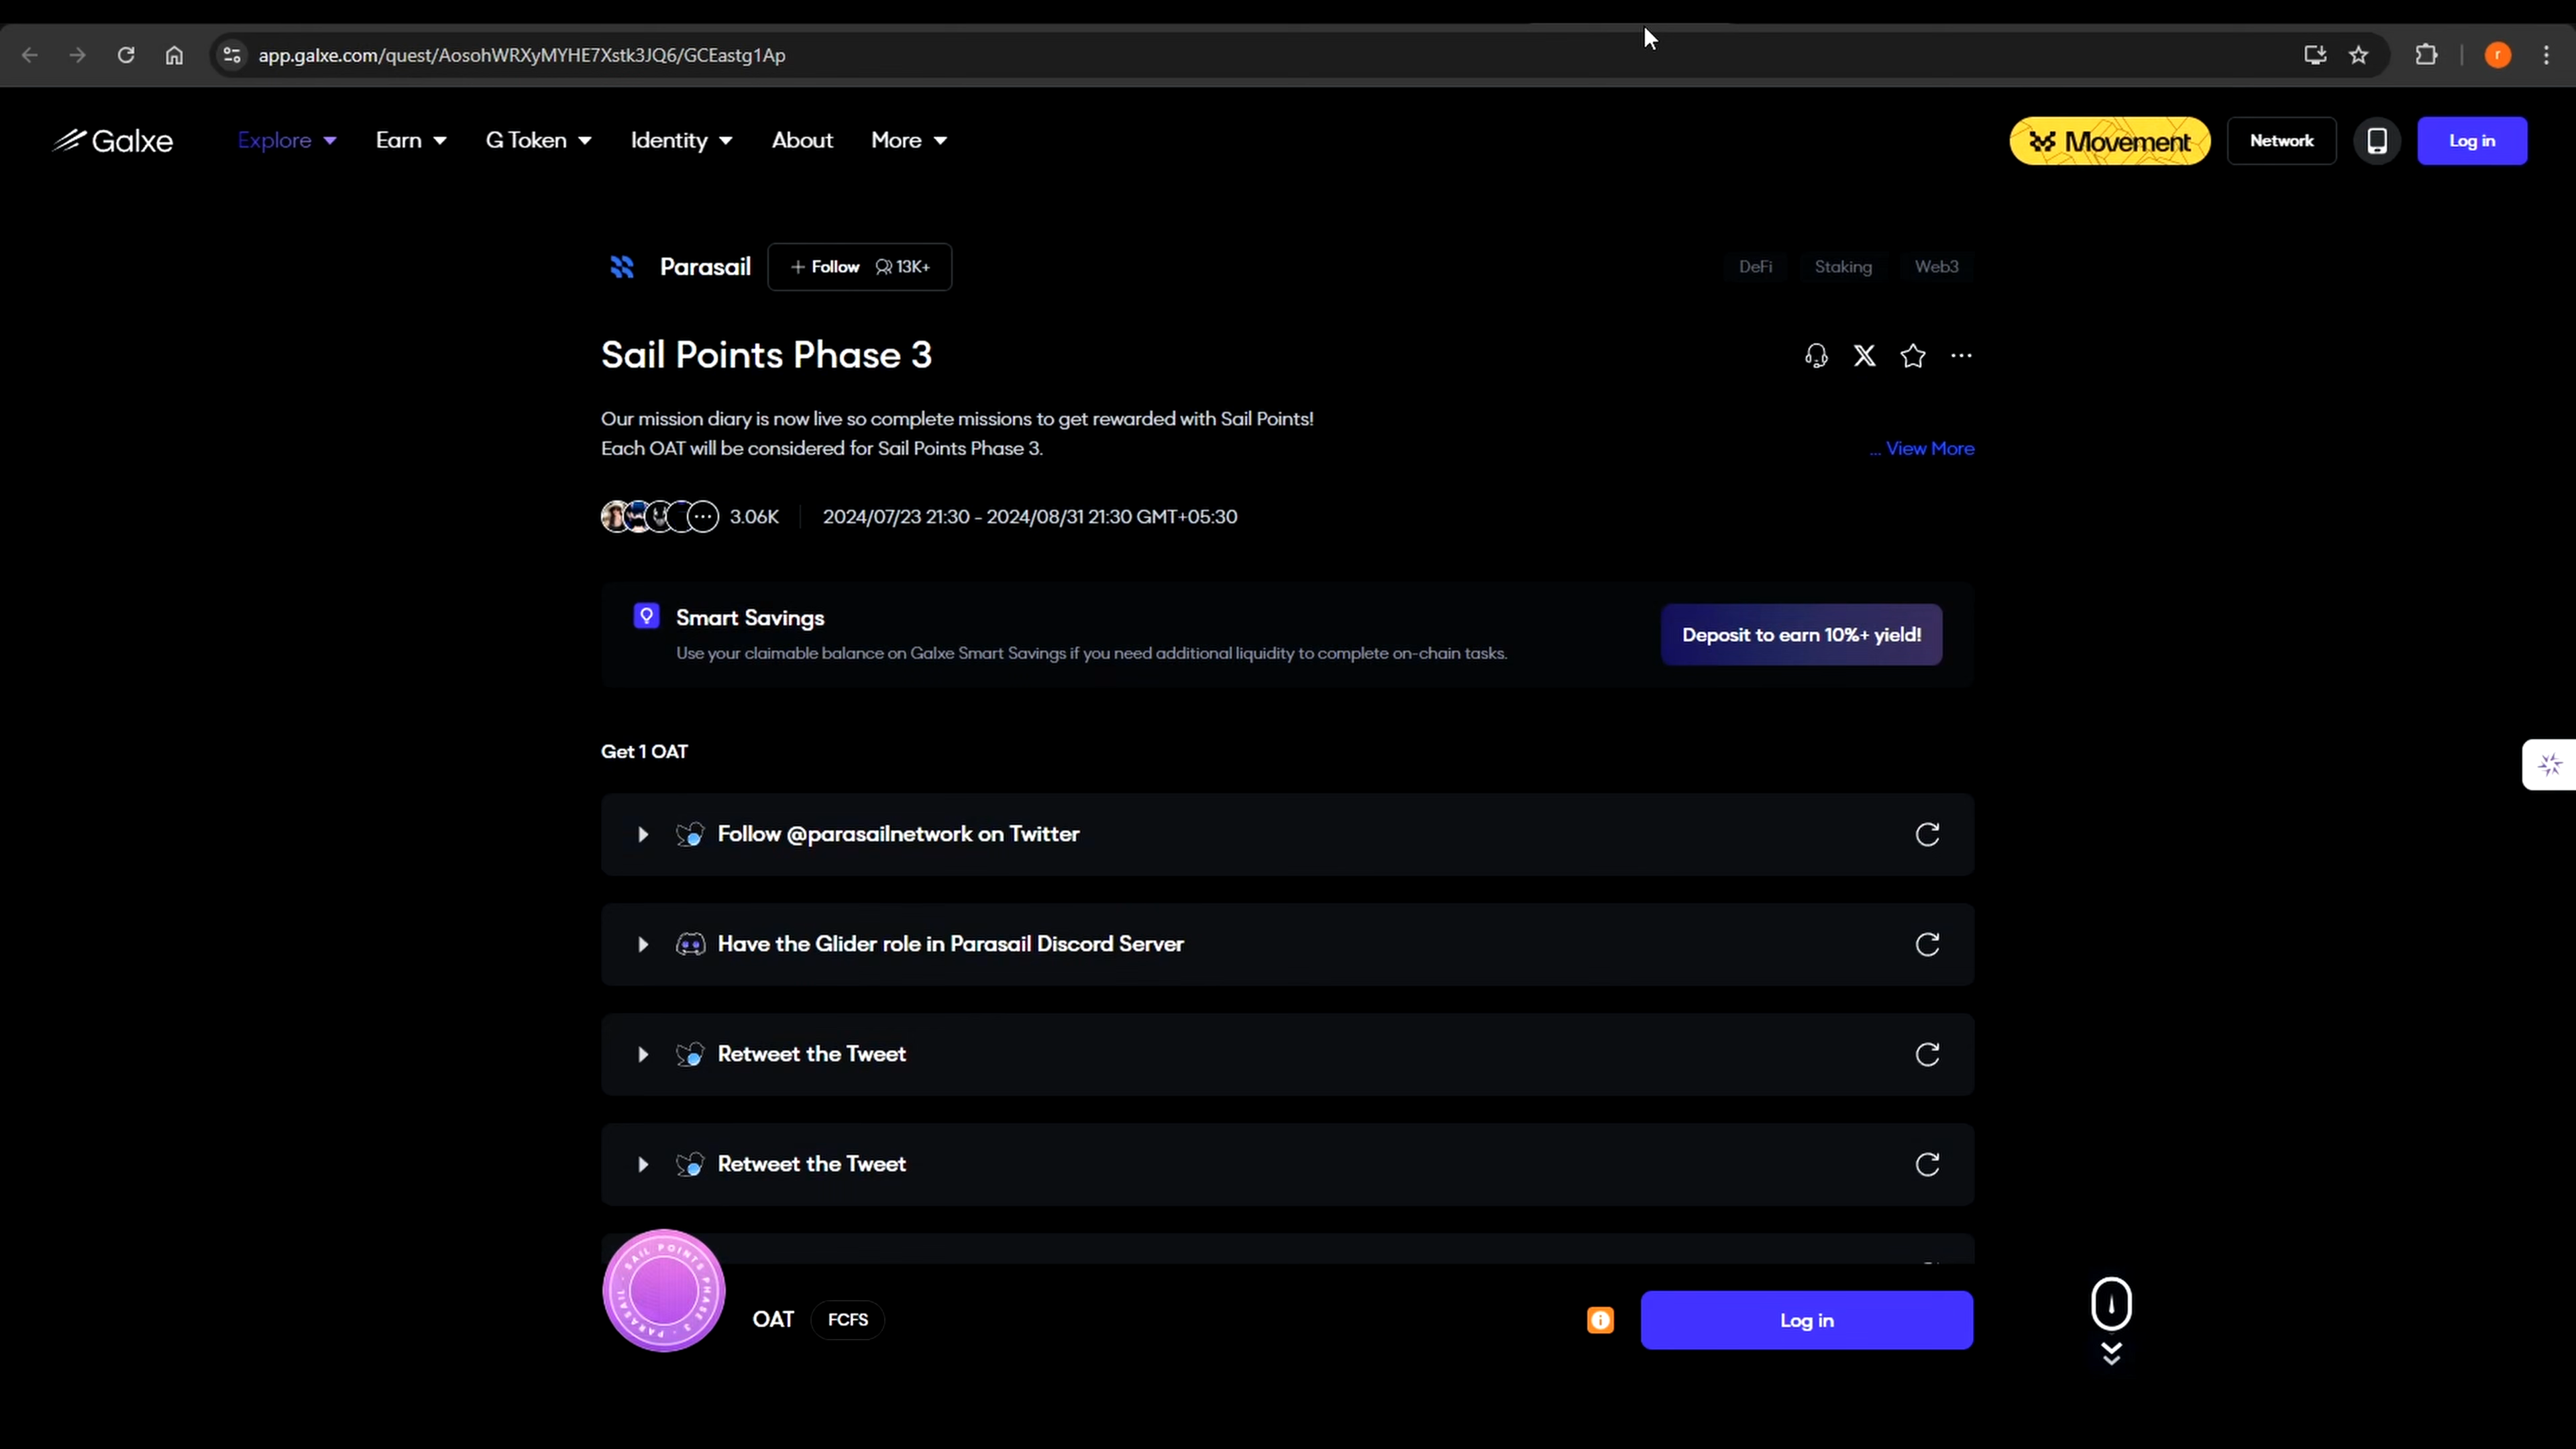 app.galxe.com/quest/AosohWRXyMYHE7Xstk3JQ6/GCEastg1Ap
r
Galxe
Explore
Earn
G Token
Identity
About
More
Movement
Network
Log in
Parasail
+ Follow 13K+
DeFi
Staking
Web3
Sail Points Phase 3
Our mission diary is now live so complete missions to get rewarded with Sail Points!
Each OAT will be considered for Sail Points Phase 3.
... View More
3.06K
2024/07/23 21:30 - 2024/08/31 21:30 GMT+05:30
Smart Savings
Use your claimable balance on Galxe Smart Savings if you need additional liquidity to complete on-chain tasks.
Deposit to earn 10%+ yield!
Get 1 OAT
Follow @parasailnetwork on Twitter
Have the Glider role in Parasail Discord Server
Retweet the Tweet
Retweet the Tweet
SAIL POINTS PHASE 3 · PARASAIL ·
OAT
FCFS
Log in